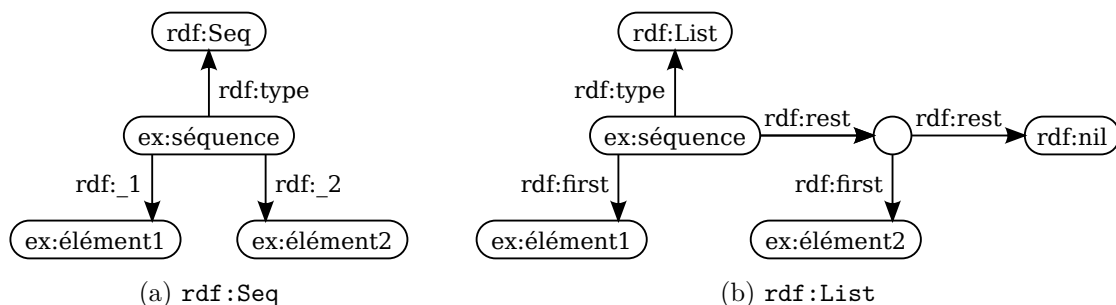 rdf:Seq
rdf:type
ex:séquence
rdf:_1
rdf:_2
ex:élément1
ex:élément2
(a) rdf:Seq
rdf:List
rdf:type
ex:séquence
rdf:rest
rdf:rest
rdf:nil
rdf:first
rdf:first
ex:élément1
ex:élément2
(b) rdf:List